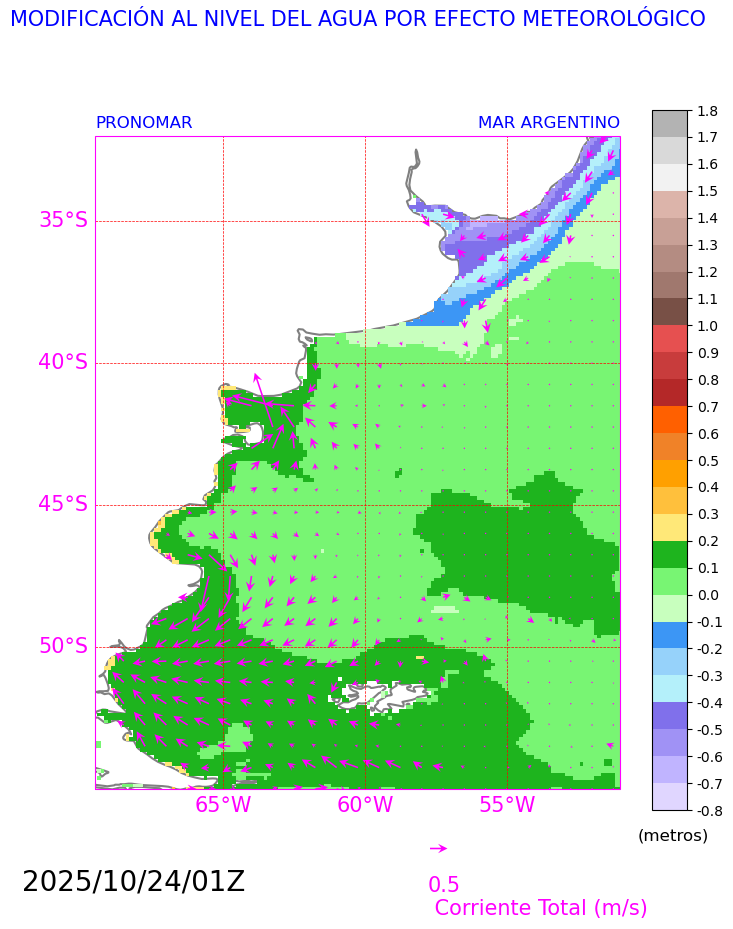 MODIFICACIÓN AL NIVEL DEL AGUA POR EFECTO METEOROLÓGICO
PRONOMAR MAR ARGENTINO
35°S
40°S
45°S
50°S
65°W 60°W 55°W
1.8
1.7
1.6
1.5
1.4
1.3
1.2
1.1
1.0
0.9
0.8
0.7
0.6
0.5
0.4
0.3
0.2
0.1
0.0
-0.1
-0.2
-0.3
-0.4
-0.5
-0.6
-0.7
-0.8
(metros)
2025/10/24/01Z
0.5
Corriente Total (m/s)